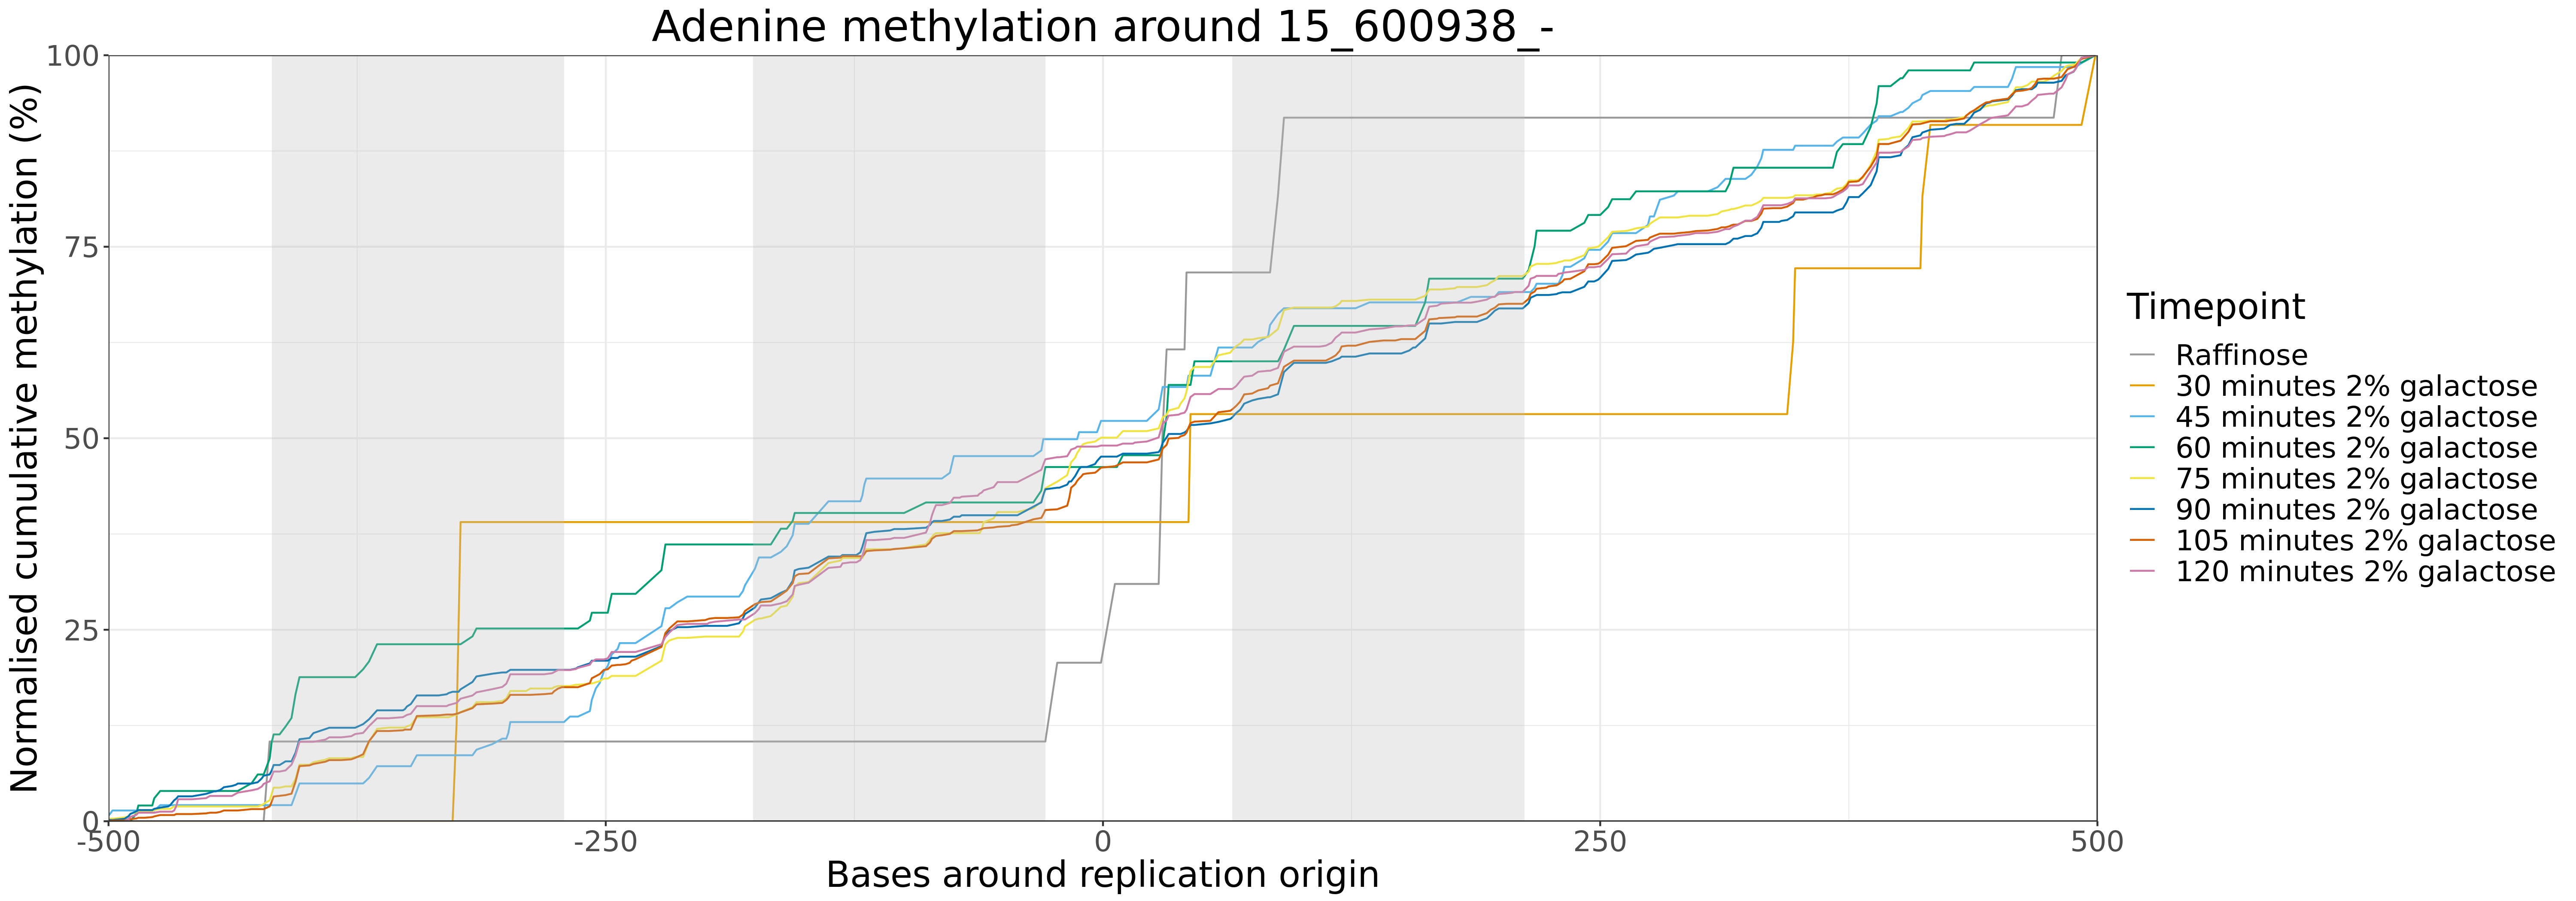 Adenine methylation around 15_600938_-
Normalised cumulative methylation (%)
100
75
50
25
0
-500
-250
0
250
500
Bases around replication origin
Timepoint
Raffinose
30 minutes 2% galactose
45 minutes 2% galactose
60 minutes 2% galactose
75 minutes 2% galactose
90 minutes 2% galactose
105 minutes 2% galactose
120 minutes 2% galactose